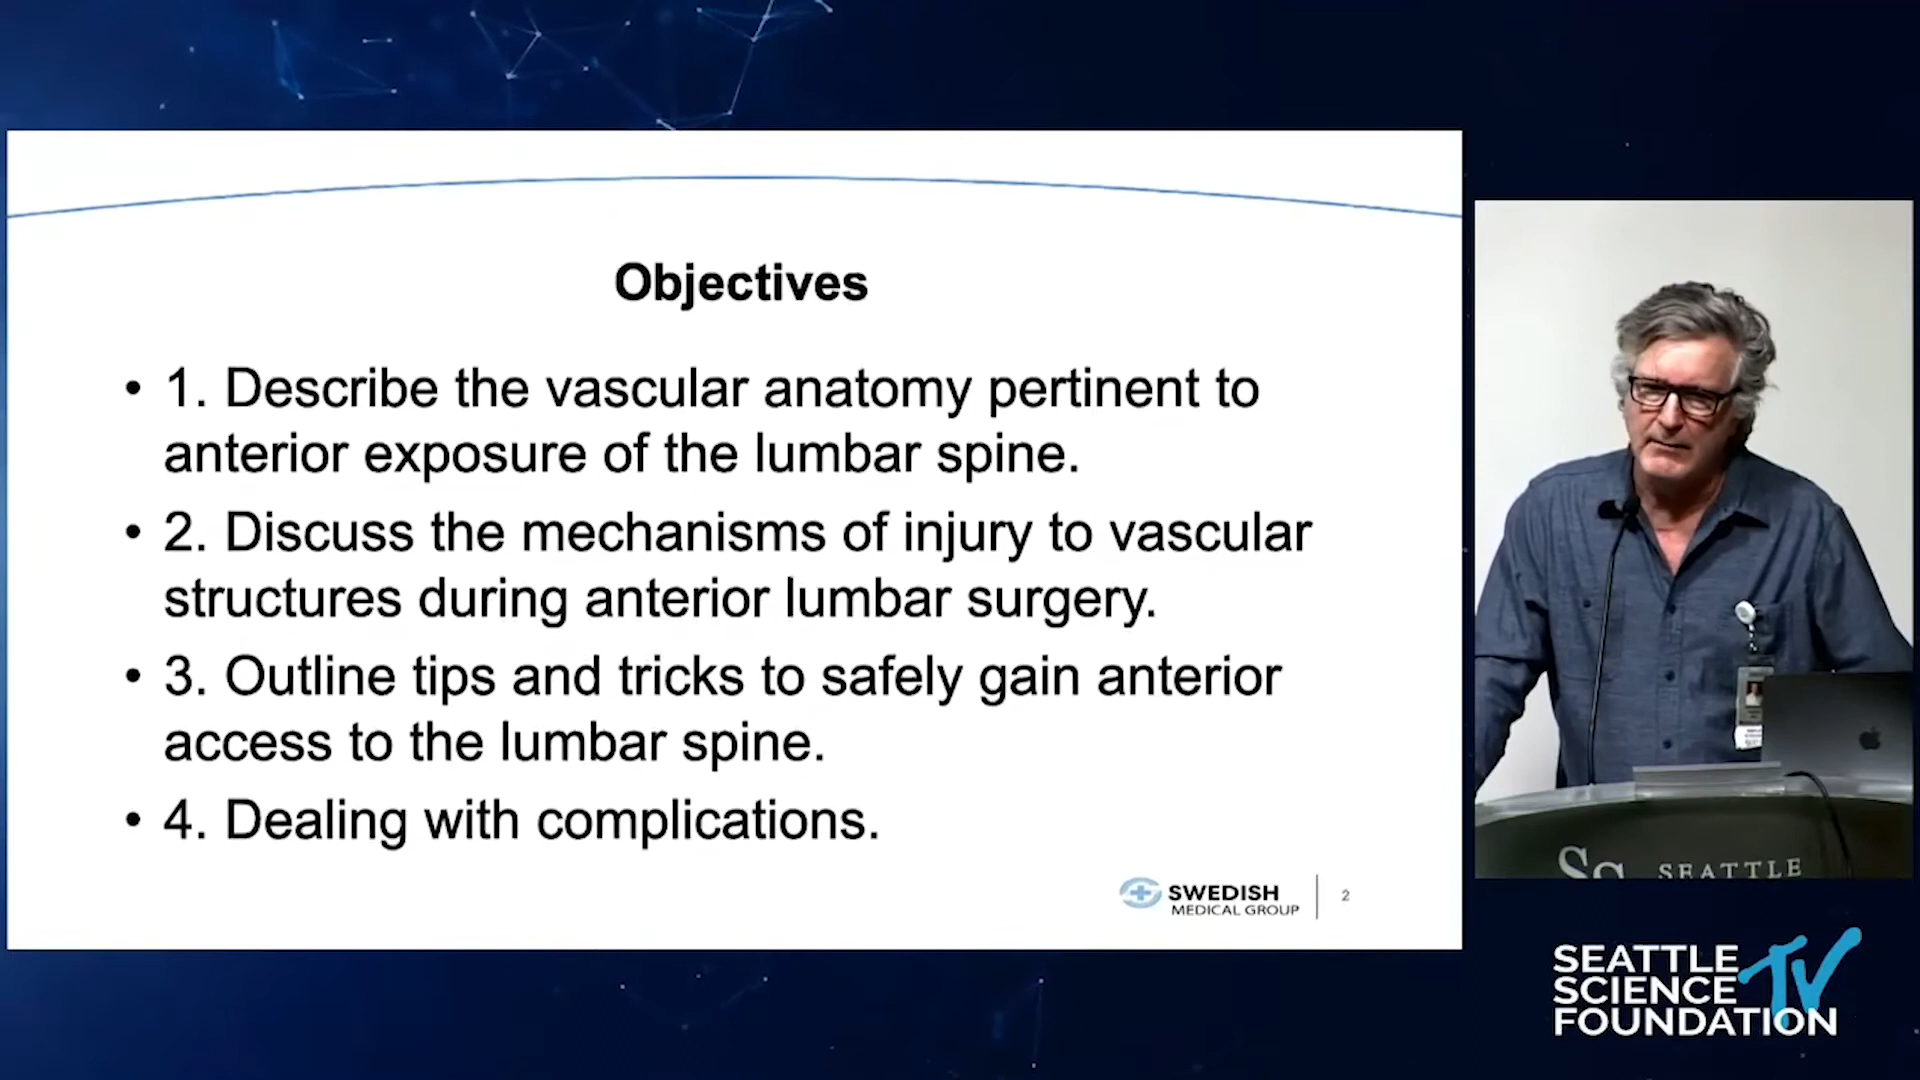 Objectives
• 1. Describe the vascular anatomy pertinent to
anterior exposure of the lumbar spine.
• 2. Discuss the mechanisms of injury to vascular
structures during anterior lumbar surgery.
• 3. Outline tips and tricks to safely gain anterior
access to the lumbar spine.
• 4. Dealing with complications.
SWEDISH
MEDICAL GROUP
2
SEATTLE
SEATTLE
SCIENCE TV
FOUNDATION